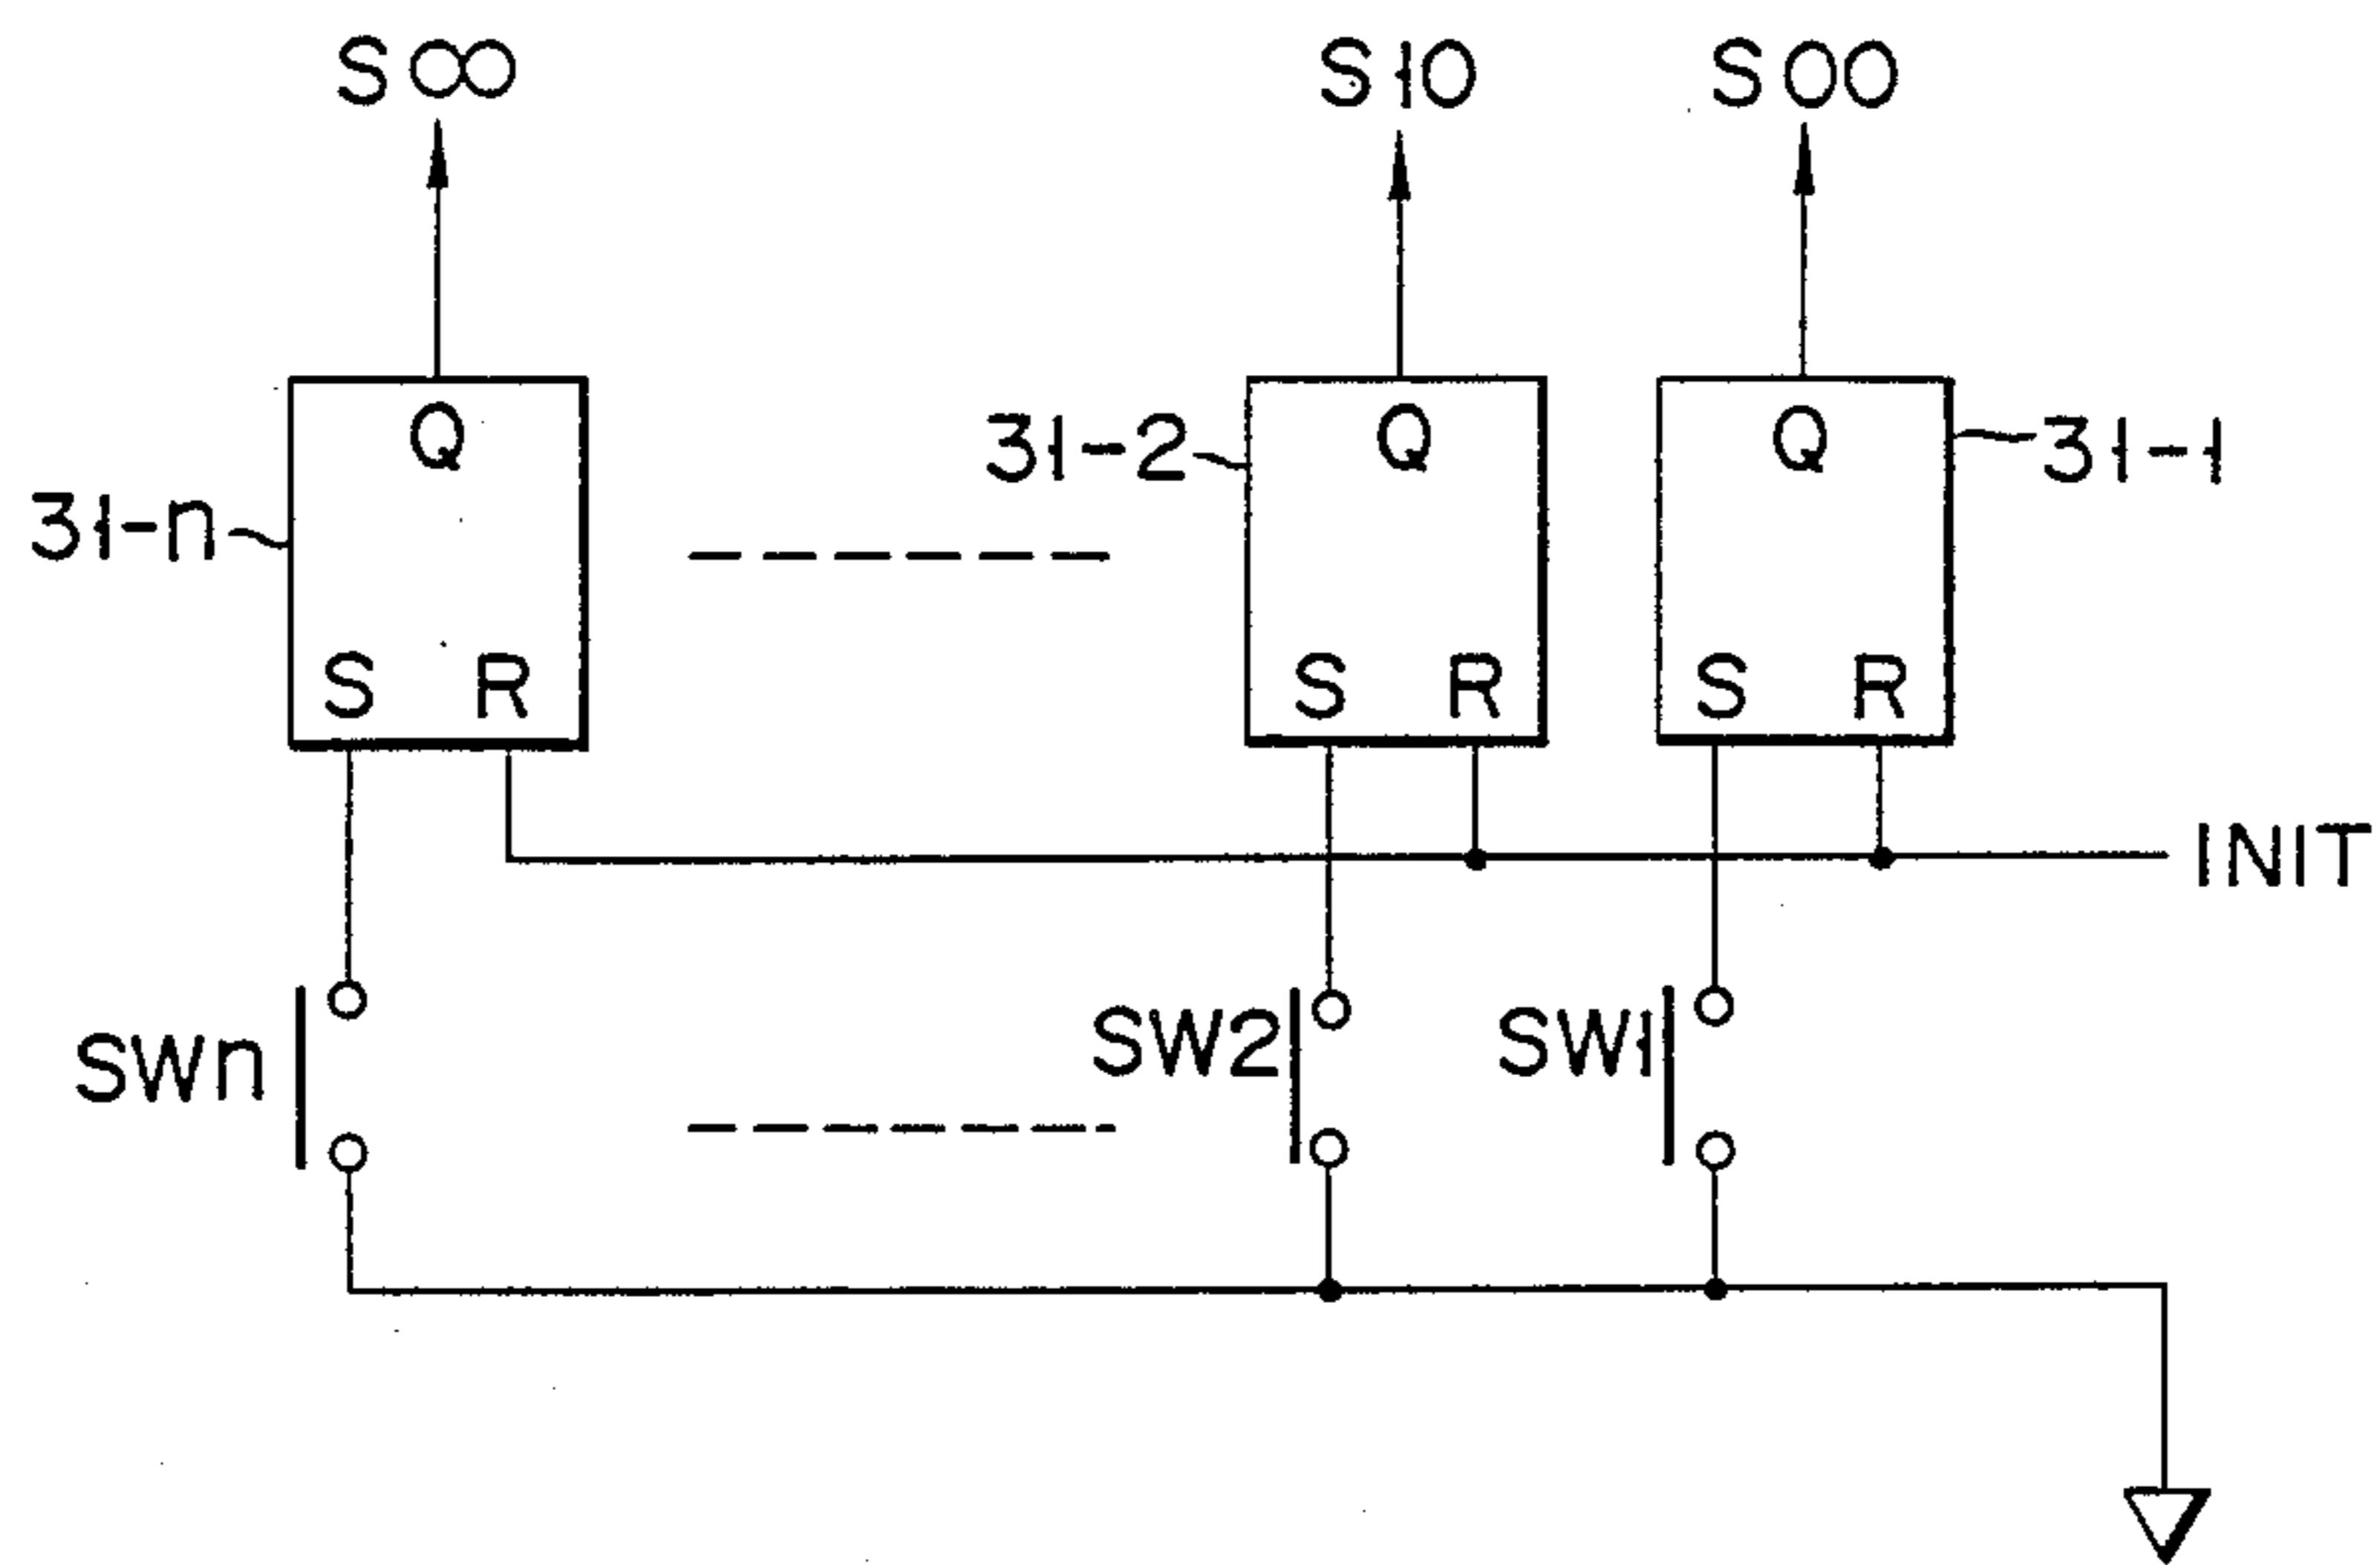 S∞ S10 S00
Q Q Q
31-2 31-1
31-n
S R S R S R
INIT
SWn SW2 SW1